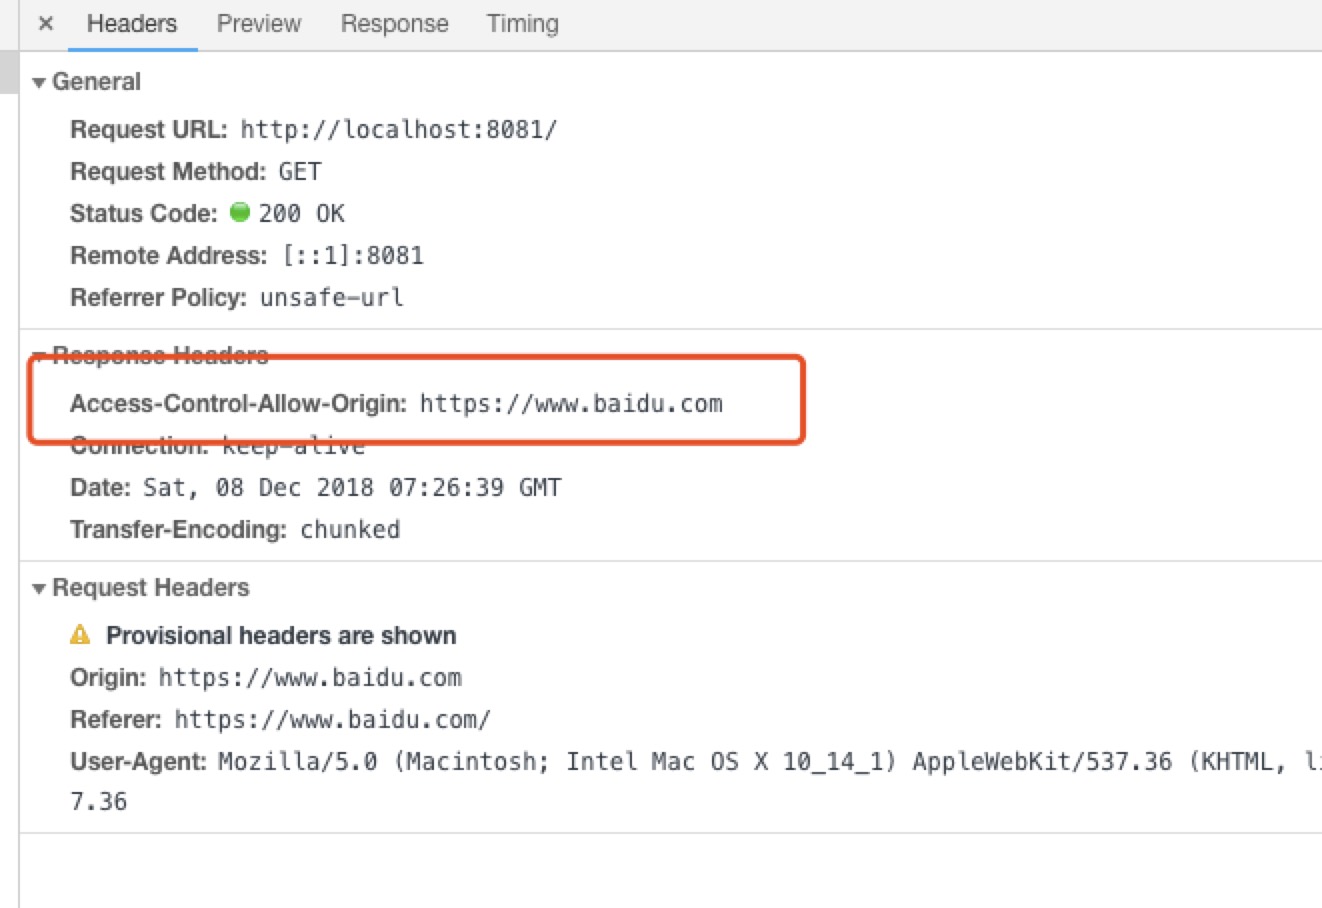 × Headers Preview Response Timing
▼ General
Request URL: http://localhost:8081/
Request Method: GET
Status Code: 200 OK
Remote Address: [::1]:8081
Referrer Policy: unsafe-url
▼ Response Headers
Access-Control-Allow-Origin: https://www.baidu.com
Connection: keep-alive
Date: Sat, 08 Dec 2018 07:26:39 GMT
Transfer-Encoding: chunked
▼ Request Headers
Provisional headers are shown
Origin: https://www.baidu.com
Referer: https://www.baidu.com/
User-Agent: Mozilla/5.0 (Macintosh; Intel Mac OS X 10_14_1) AppleWebKit/537.36 (KHTML,
7.36